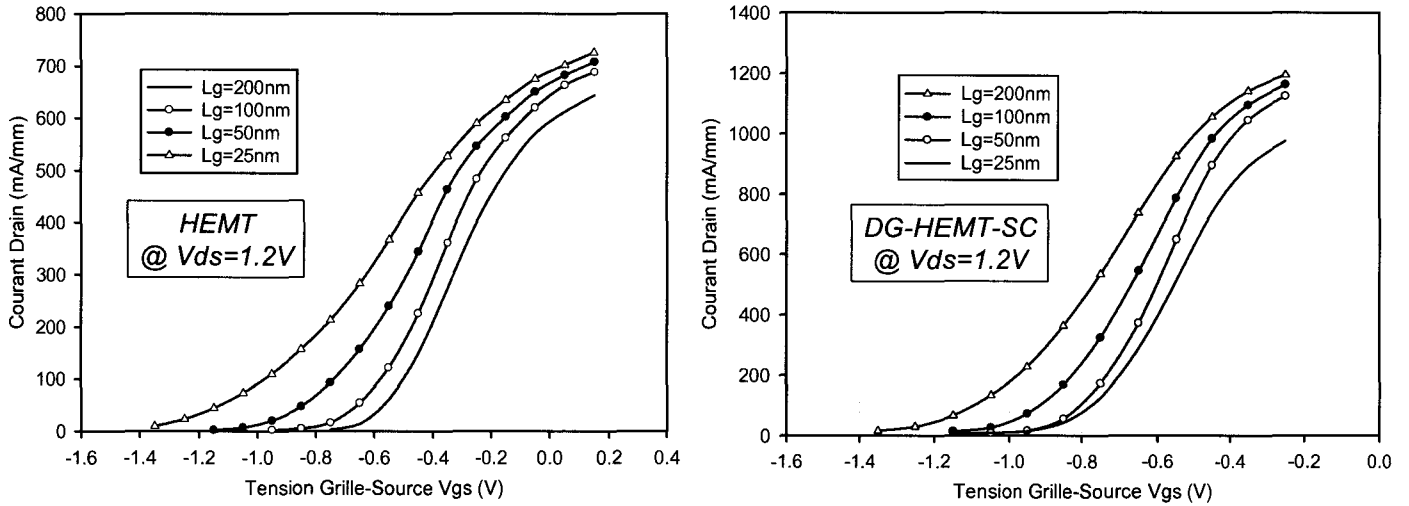 800
700
600
500
400
300
200
100
0
Courant Drain (mA/mm)
Lg=200nm
Lg=100nm
Lg=50nm
Lg=25nm
HEMT
@ Vds=1.2V
-1.6 -1.4 -1.2 -1.0 -0.8 -0.6 -0.4 -0.2 0.0 0.2 0.4
Tension Grille-Source Vgs (V)
1400
1200
1000
800
600
400
200
0
Courant Drain (mA/mm)
Lg=200nm
Lg=100nm
Lg=50nm
Lg=25nm
DG-HEMT-SC
@ Vds=1.2V
-1.6 -1.4 -1.2 -1.0 -0.8 -0.6 -0.4 -0.2 0.0
Tension Grille-Source Vgs (V)